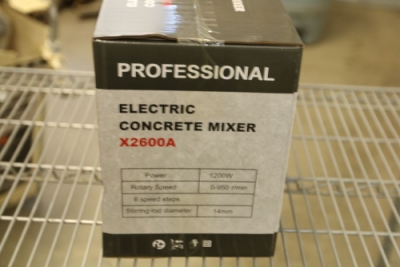 PROFESSIONAL
ELECTRIC
CONCRETE MIXER
X2600A
Power 1200W
Rotary Speed 0-950 r/min
6 speed steps
Stirring rod diameter 14mm